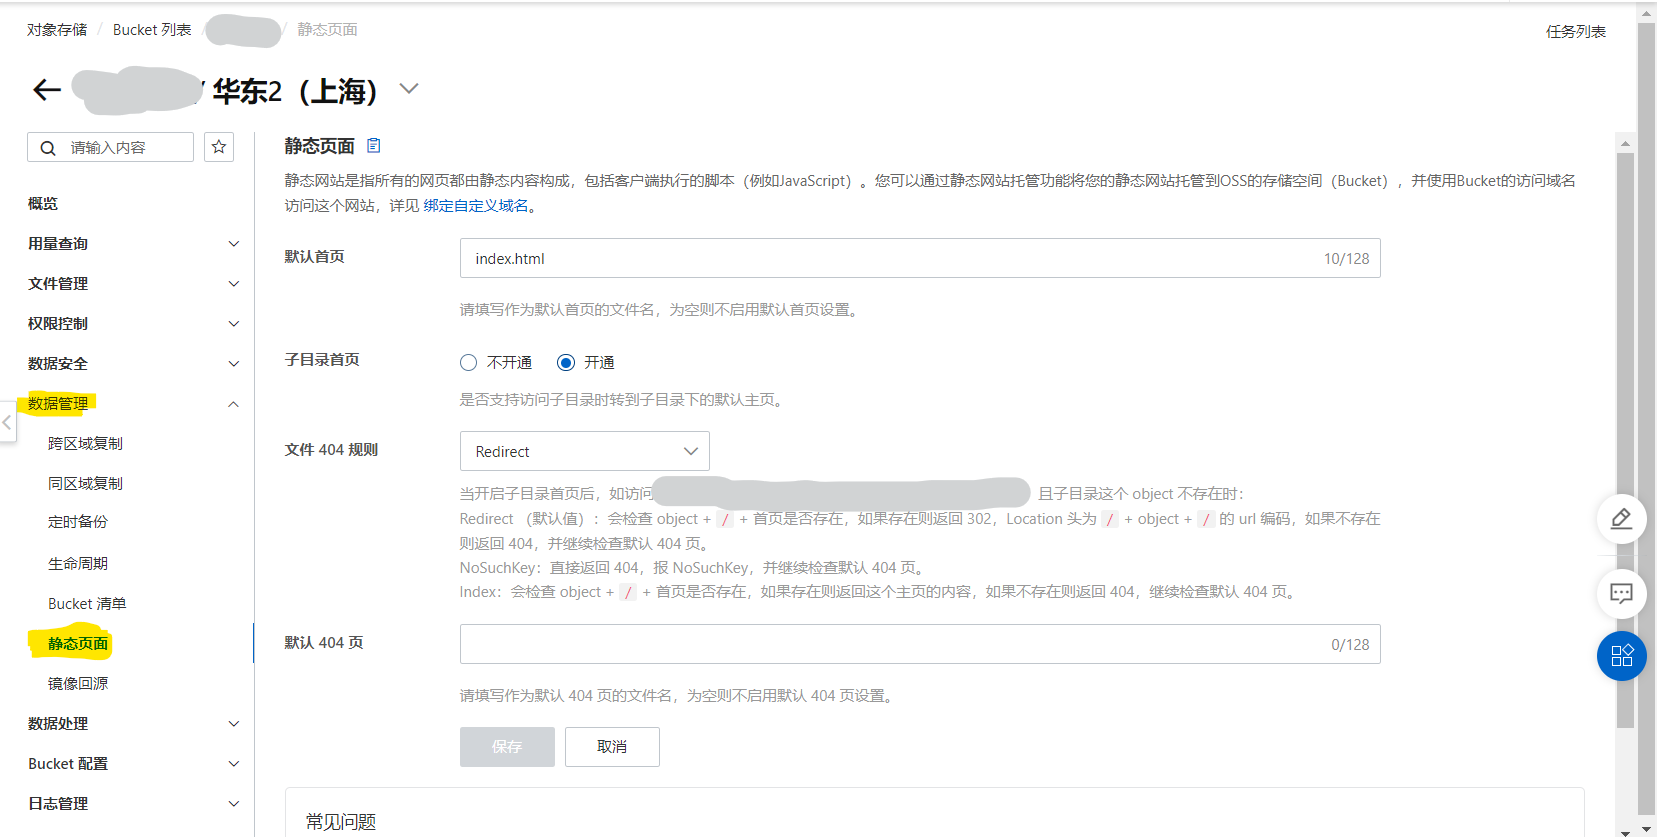 对象存储 / Bucket 列表 / / 静态页面
任务列表
/ 华东2（上海）
请输入内容
概览
用量查询
文件管理
权限控制
数据安全
数据管理
跨区域复制
同区域复制
定时备份
生命周期
Bucket 清单
静态页面
镜像回源
数据处理
Bucket 配置
日志管理
静态页面
静态网站是指所有的网页都由静态内容构成，包括客户端执行的脚本（例如JavaScript）。您可以通过静态网站托管功能将您的静态网站托管到OSS的存储空间（Bucket），并使用Bucket的访问域名
访问这个网站，详见 绑定自定义域名。
默认首页
index.html 10/128
请填写作为默认首页的文件名，为空则不启用默认首页设置。
子目录首页
不开通 开通
是否支持访问子目录时转到子目录下的默认主页。
文件 404 规则
Redirect
当开启子目录首页后，如访问 且子目录这个 object 不存在时：
Redirect （默认值）：会检查 object + / + 首页是否存在，如果存在则返回 302，Location 头为 / + object + / 的 url 编码，如果不存在
则返回 404，并继续检查默认 404 页。
NoSuchKey：直接返回 404，报 NoSuchKey，并继续检查默认 404 页。
Index：会检查 object + / + 首页是否存在，如果存在则返回这个主页的内容，如果不存在则返回 404，继续检查默认 404 页。
默认 404 页
0/128
请填写作为默认 404 页的文件名，为空则不启用默认 404 页设置。
保存 取消
常见问题